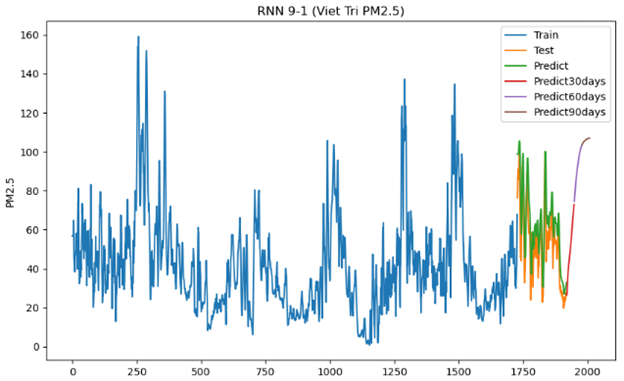 RNN 9-1 (Viet Tri PM2.5)
160
140
120
100
80
60
40
20
0
PM2.5
Train
Test
Predict
Predict30days
Predict60days
Predict90days
0
250
500
750
1000
1250
1500
1750
2000